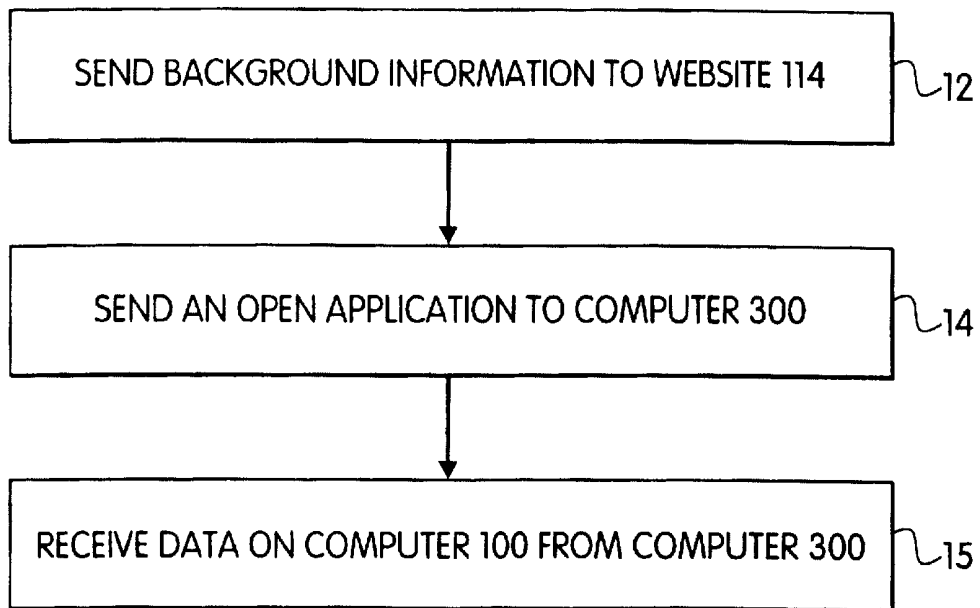 SEND BACKGROUND INFORMATION TO WEBSITE 114
12
SEND AN OPEN APPLICATION TO COMPUTER 300
14
RECEIVE DATA ON COMPUTER 100 FROM COMPUTER 300
15